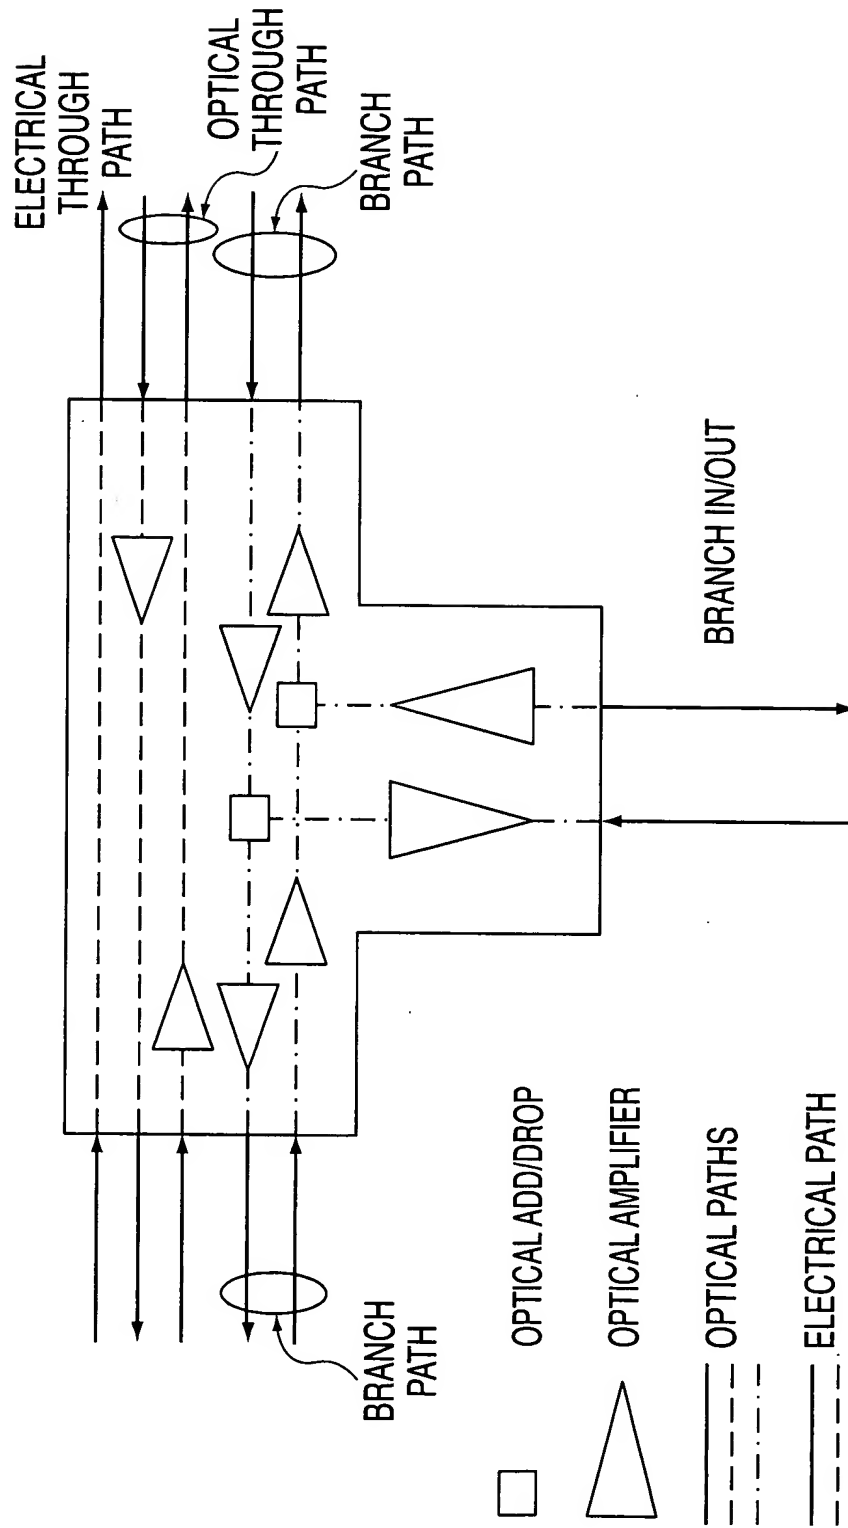 ELECTRICAL
THROUGH
PATH
OPTICAL
THROUGH
PATH
BRANCH
PATH
BRANCH IN/OUT
BRANCH
PATH
OPTICAL ADD/DROP
OPTICAL AMPLIFIER
OPTICAL PATHS
ELECTRICAL PATH